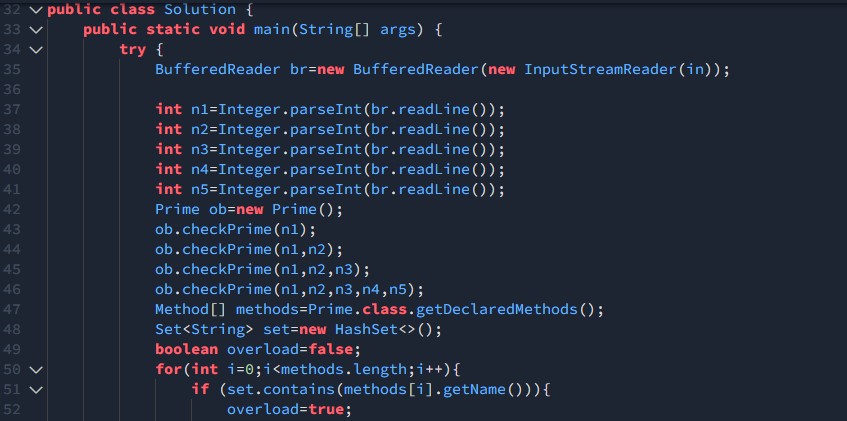 32 public class Solution {
33 public static void main(String[] args) {
34 try {
35 BufferedReader br=new BufferedReader(new InputStreamReader(in));
36
37 int n1=Integer.parseInt(br.readLine());
38 int n2=Integer.parseInt(br.readLine());
39 int n3=Integer.parseInt(br.readLine());
40 int n4=Integer.parseInt(br.readLine());
41 int n5=Integer.parseInt(br.readLine());
42 Prime ob=new Prime();
43 ob.checkPrime(n1);
44 ob.checkPrime(n1,n2);
45 ob.checkPrime(n1,n2,n3);
46 ob.checkPrime(n1,n2,n3,n4,n5);
47 Method[] methods=Prime.class.getDeclaredMethods();
48 Set<String> set=new HashSet<>();
49 boolean overload=false;
50 for(int i=0;i<methods.length;i++){
51 if (set.contains(methods[i].getName())){
52 overload=true;